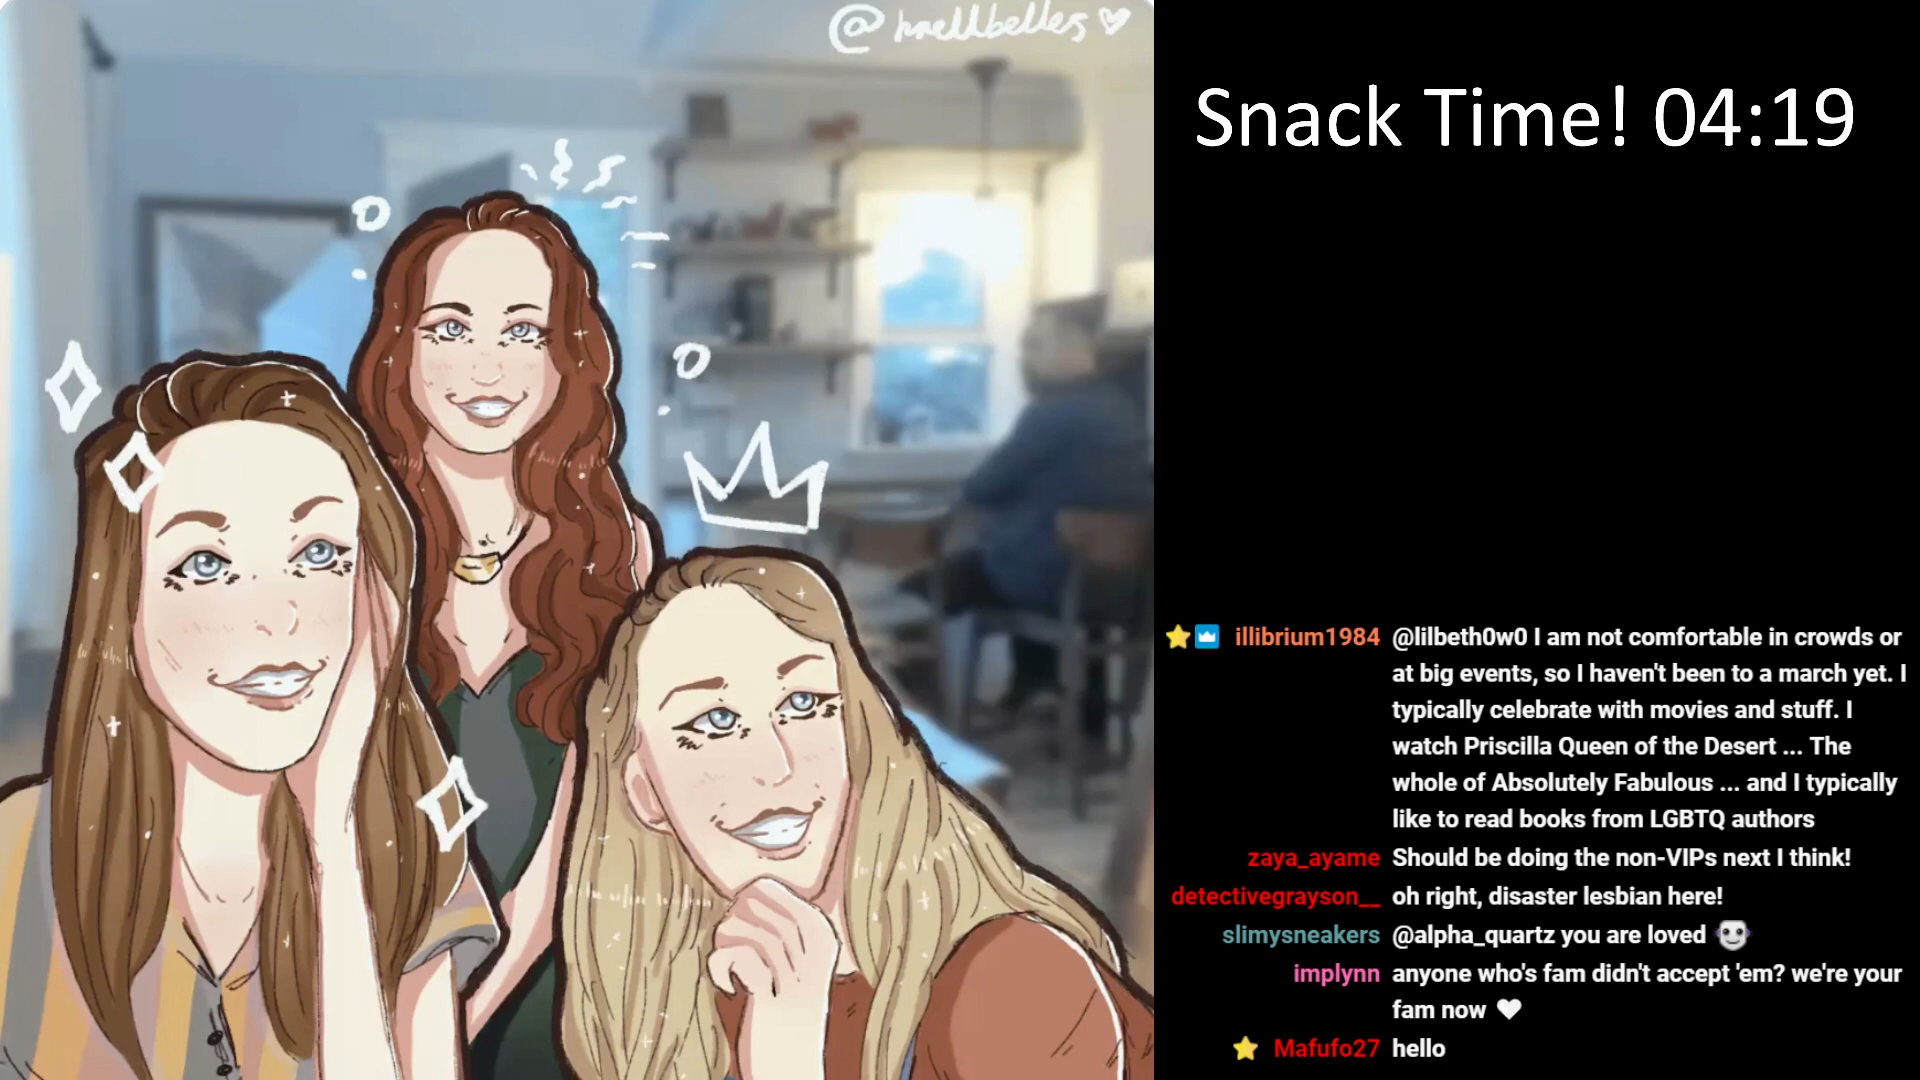 @knellbelles
Snack Time! 04:19
illibrium1984 @lilbeth0w0 I am not comfortable in crowds or
at big events, so I haven't been to a march yet. I
typically celebrate with movies and stuff. I
watch Priscilla Queen of the Desert ... The
whole of Absolutely Fabulous ... and I typically
like to read books from LGBTQ authors
zaya_ayame Should be doing the non-VIPs next I think!
detectivegrayson__ oh right, disaster lesbian here!
slimysneakers @alpha_quartz you are loved
implynn anyone who's fam didn't accept 'em? we're your
fam now
Mafufo27 hello